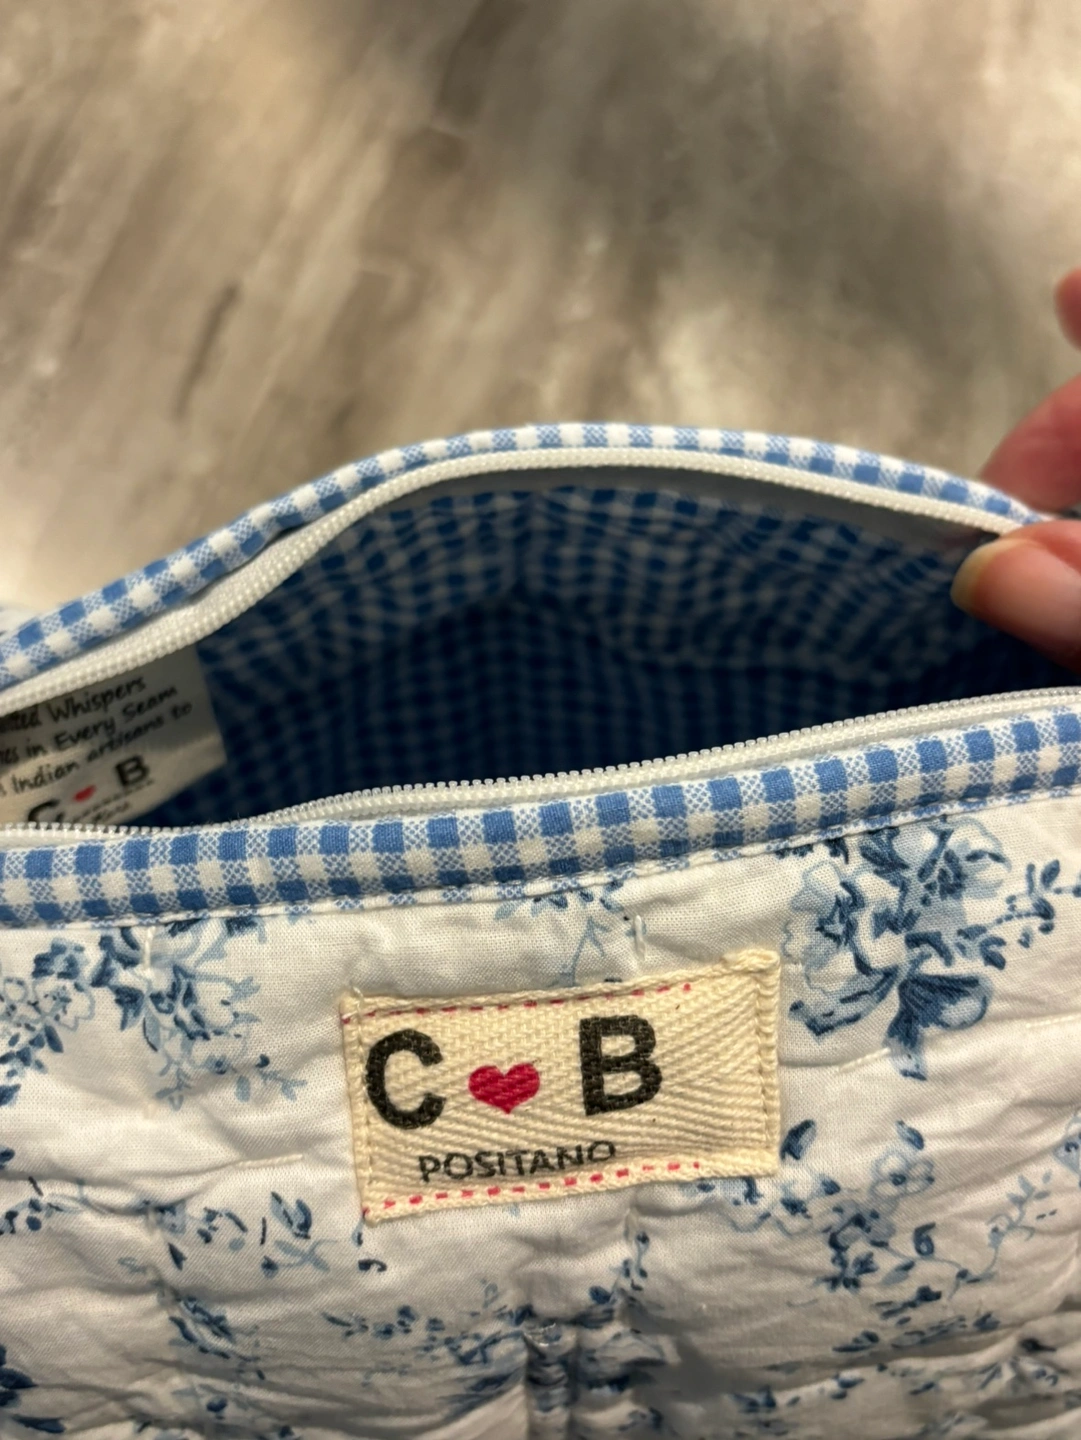 Whispers
in Every Seam
Indian artisans to
C ❤ B
C ❤ B
POSITANO